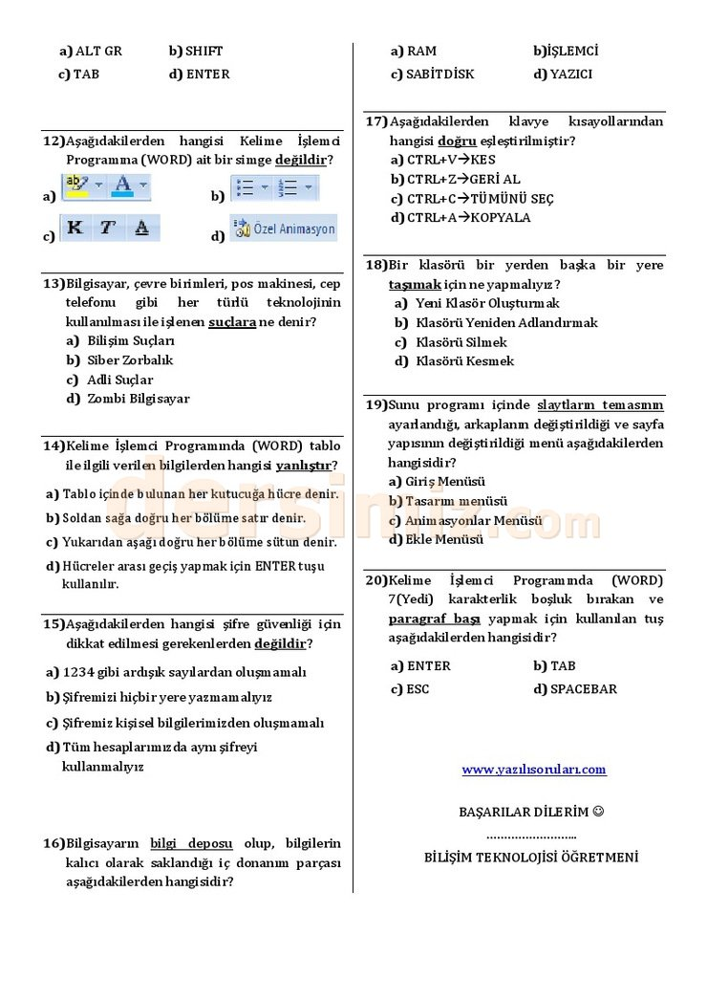 a) ALT GR b) SHIFT
c) TAB d) ENTER
12)Aşağıdakilerden hangisi Kelime İşlemci
Programına (WORD) ait bir simge değildir?
a) ab A b)
c) K T A d) Özel Animasyon
13)Bilgisayar, çevre birimleri, pos makinesi, cep
telefonu gibi her türlü teknolojinin
kullanılması ile işlenen suçlara ne denir?
a) Bilişim Suçları
b) Siber Zorbalık
c) Adli Suçlar
d) Zombi Bilgisayar
14)Kelime İşlemci Programında (WORD) tablo
ile ilgili verilen bilgilerden hangisi yanlıştır?
a) Tablo içinde bulunan her kutucuğa hücre denir.
b) Soldan sağa doğru her bölüme satır denir.
c) Yukarıdan aşağı doğru her bölüme sütun denir.
d) Hücreler arası geçiş yapmak için ENTER tuşu
kullanılır.
15)Aşağıdakilerden hangisi şifre güvenliği için
dikkat edilmesi gerekenlerden değildir?
a) 1234 gibi ardışık sayılardan oluşmamalı
b) Şifremizi hiçbir yere yazmamalıyız
c) Şifremiz kişisel bilgilerimizden oluşmamalı
d) Tüm hesaplarımızda aynı şifreyi
kullanmalıyız
16)Bilgisayarın bilgi deposu olup, bilgilerin
kalıcı olarak saklandığı iç donanım parçası
aşağıdakilerden hangisidir?
a) RAM b)İŞLEMCİ
c) SABİTDİSK d) YAZICI
17)Aşağıdakilerden klavye kısayollarından
hangisi doğru eşleştirilmiştir?
a) CTRL+V→KES
b) CTRL+Z→GERİ AL
c) CTRL+C→TÜMÜNÜ SEÇ
d) CTRL+A→KOPYALA
18)Bir klasörü bir yerden başka bir yere
taşımak için ne yapmalıyız?
a) Yeni Klasör Oluşturmak
b) Klasörü Yeniden Adlandırmak
c) Klasörü Silmek
d) Klasörü Kesmek
19)Sunu programı içinde slaytların temasının
ayarlandığı, arkaplanın değiştirildiği ve sayfa
yapısının değiştirildiği menü aşağıdakilerden
hangisidir?
a) Giriş Menüsü
b) Tasarım menüsü
c) Animasyonlar Menüsü
d) Ekle Menüsü
20)Kelime İşlemci Programında (WORD)
7(Yedi) karakterlik boşluk bırakan ve
paragraf başı yapmak için kullanılan tuş
aşağıdakilerden hangisidir?
a) ENTER b) TAB
c) ESC d) SPACEBAR
www.yazılısoruları.com
BAŞARILAR DİLERİM ☺
............................
BİLİŞİM TEKNOLOJİSİ ÖĞRETMENİ
dersimiz.com